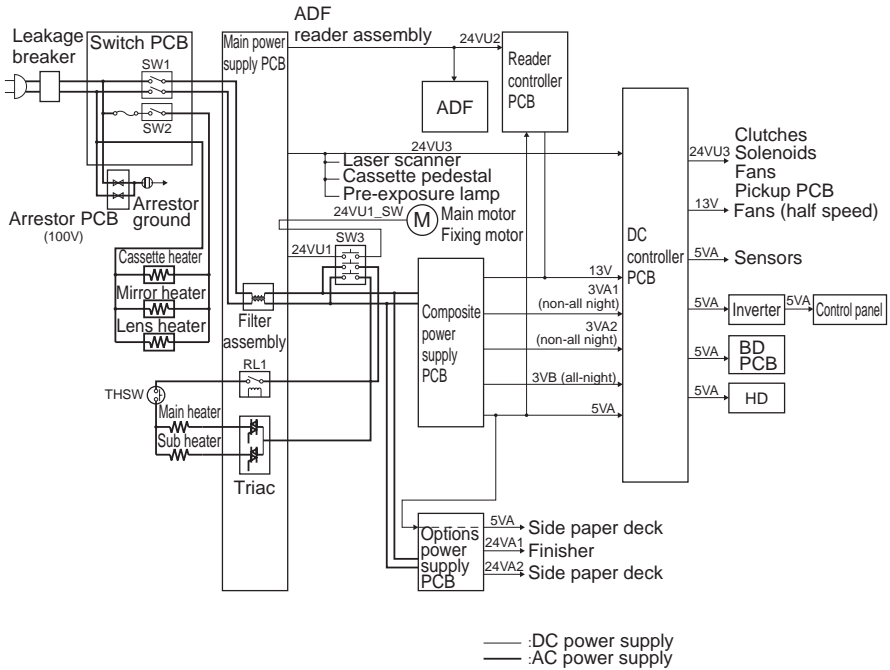 ADF
reader assembly
Leakage
breaker
Switch PCB
SW1
SW2
Main power
supply PCB
24VU2
Reader
controller
PCB
ADF
24VU3
Laser scanner
Cassette pedestal
Pre-exposure lamp
24VU1_SW
M
Main motor
Fixing motor
Arrestor PCB
(100V)
Arrestor
ground
24VU1
SW3
Cassette heater
Mirror heater
Lens heater
Filter
assembly
RL1
THSW
Main heater
Sub heater
Triac
Composite
power
supply
PCB
13V
3VA1
(non-all night)
3VA2
(non-all night)
3VB (all-night)
5VA
DC
controller
PCB
24VU3
Clutches
Solenoids
Fans
Pickup PCB
13V
Fans (half speed)
5VA
Sensors
5VA
Inverter
5VA
Control panel
5VA
BD
PCB
5VA
HD
Options
power
supply
PCB
5VA
Side paper deck
24VA1
Finisher
24VA2
Side paper deck
:DC power supply
:AC power supply